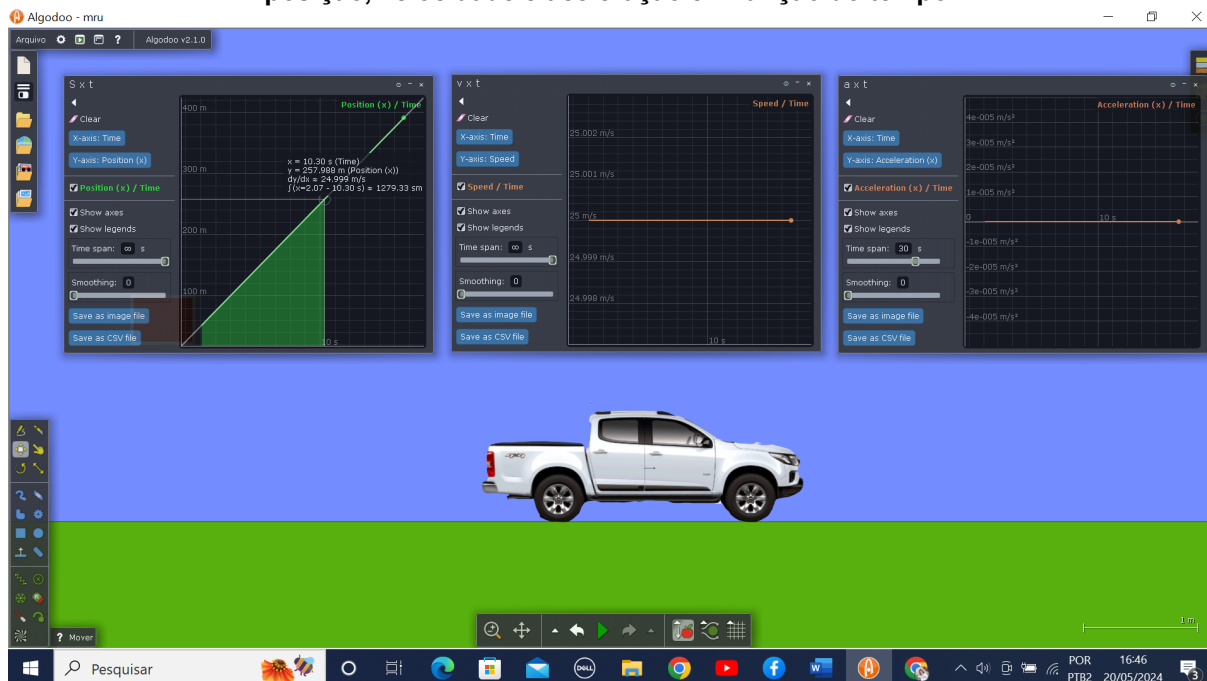 Algodoo - mru
Arquivo ? Algodoo v2.1.0
S x t
Clear
X-axis: Time
Y-axis: Position (x)
Position (x) / Time
Show axes
Show legends
Time span: ∞ s
Smoothing: 0
Save as image file
Save as CSV file
Position (x) / Time
400 m
300 m
200 m
100 m
10 s
x = 10.30 s (Time)
y = 257.988 m (Position (x))
dy/dx = 24.999 m/s
∫(x=2.07 - 10.30 s) = 1279.33 sm
v x t
Clear
X-axis: Time
Y-axis: Speed
Speed / Time
Show axes
Show legends
Time span: ∞ s
Smoothing: 0
Save as image file
Save as CSV file
Speed / Time
25.002 m/s
25.001 m/s
25 m/s
24.999 m/s
24.998 m/s
10 s
a x t
Clear
X-axis: Time
Y-axis: Acceleration (x)
Acceleration (x) / Time
Show axes
Show legends
Time span: 30 s
Smoothing: 0
Save as image file
Save as CSV file
Acceleration (x) / Time
4e-005 m/s²
3e-005 m/s²
2e-005 m/s²
1e-005 m/s²
0
10 s
-1e-005 m/s²
-2e-005 m/s²
-3e-005 m/s²
-4e-005 m/s²
4x4
? Mover
1 m
Pesquisar
DELL
POR
PTB2
16:46
20/05/2024
3